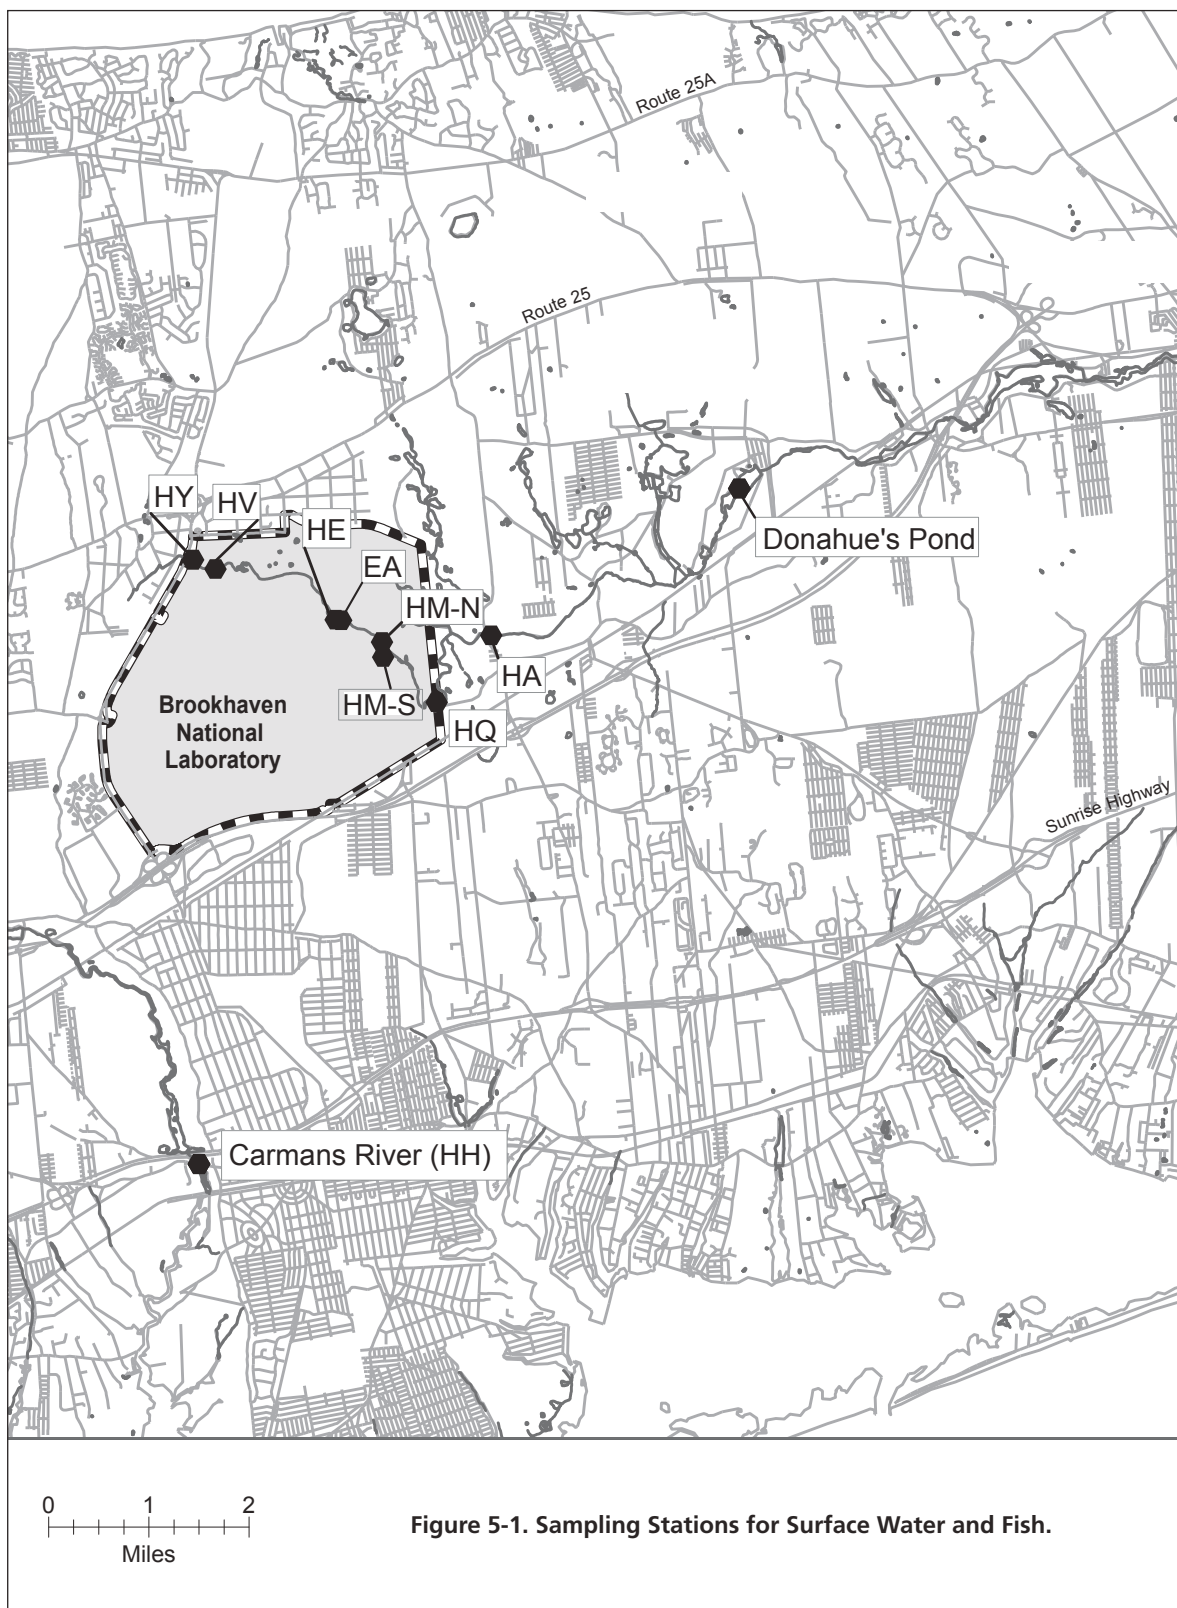 Route 25A
Route 25
HY
HV
HE
EA
HM-N
Donahue's Pond
HA
HM-S
HQ
Brookhaven
National
Laboratory
Sunrise Highway
Carmans River (HH)
0 1 2
Miles
Figure 5-1. Sampling Stations for Surface Water and Fish.